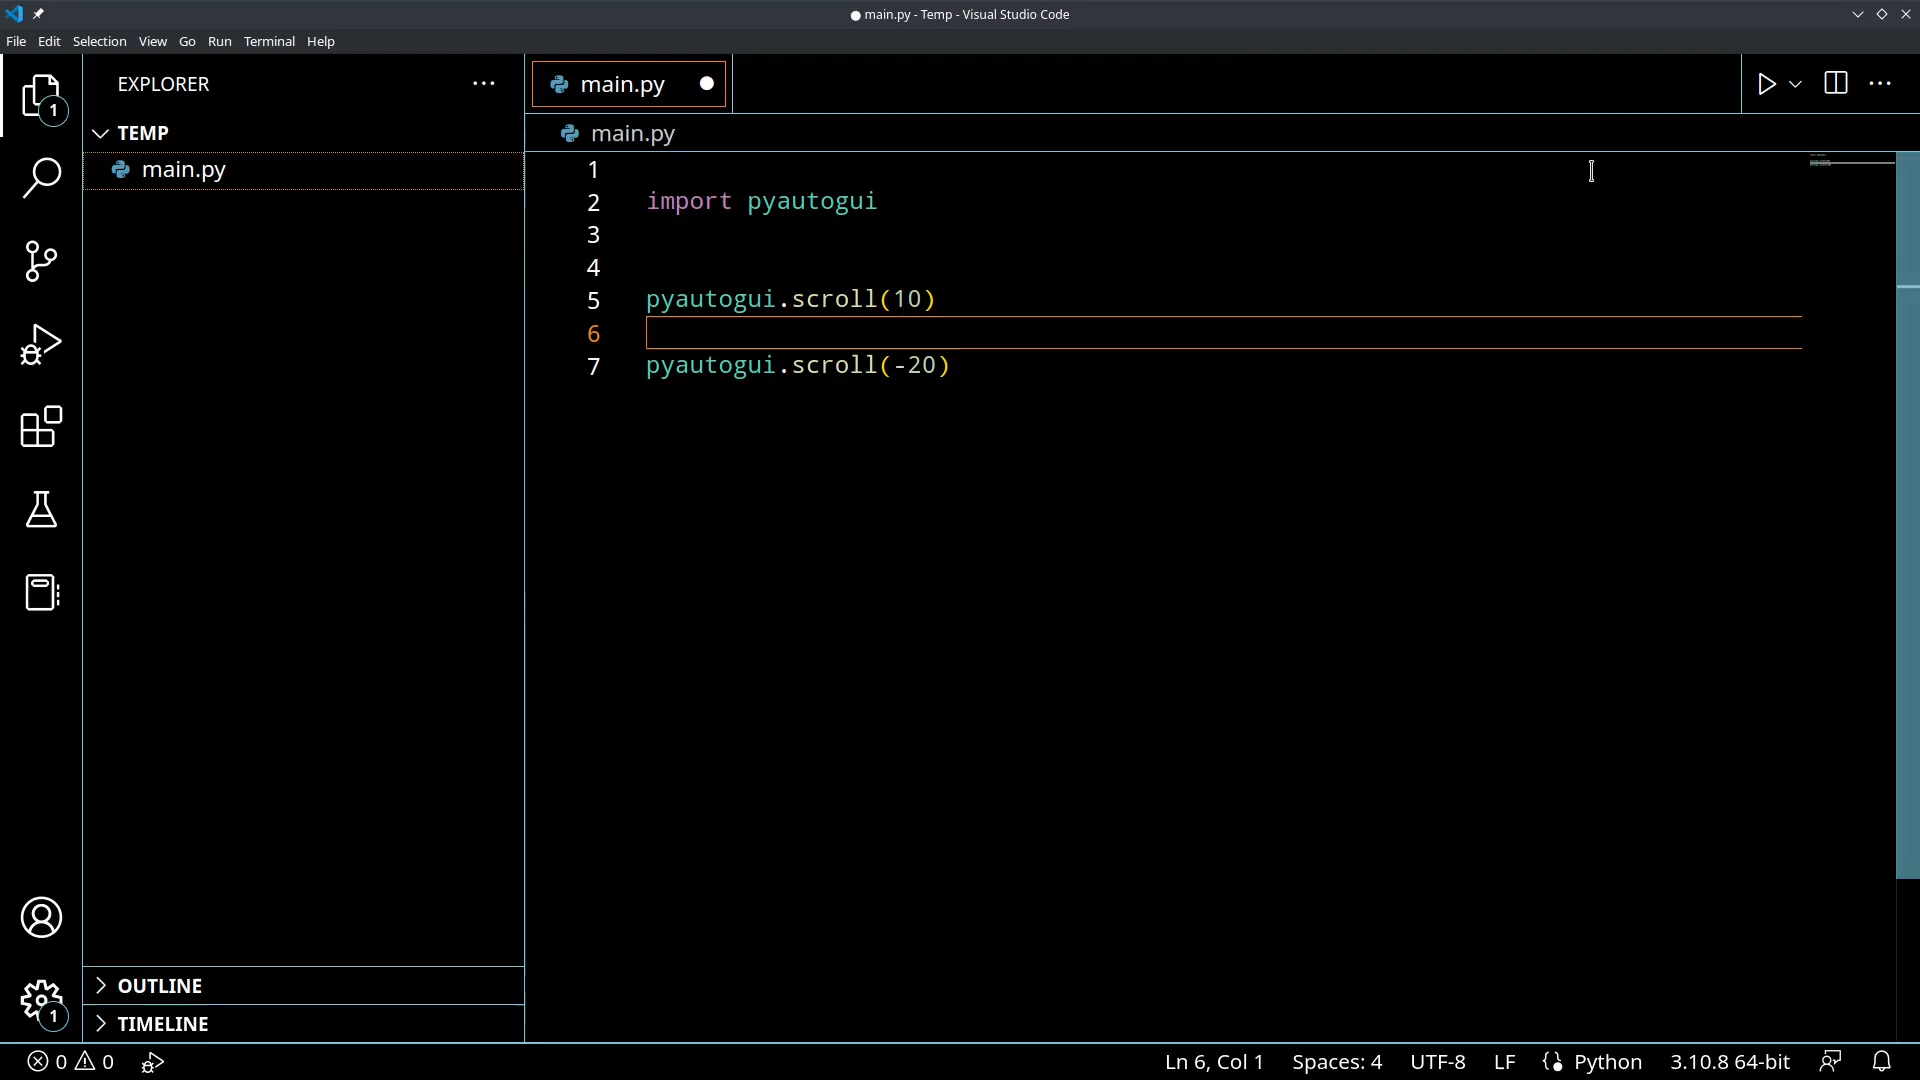 main.py - Temp - Visual Studio Code
File Edit Selection View Go Run Terminal Help
EXPLORER
main.py
1
TEMP
main.py
main.py
1
2 import pyautogui
3
4
5 pyautogui.scroll(10)
6
7 pyautogui.scroll(-20)
OUTLINE
TIMELINE
1
0 0 Ln 6, Col 1 Spaces: 4 UTF-8 LF Python 3.10.8 64-bit